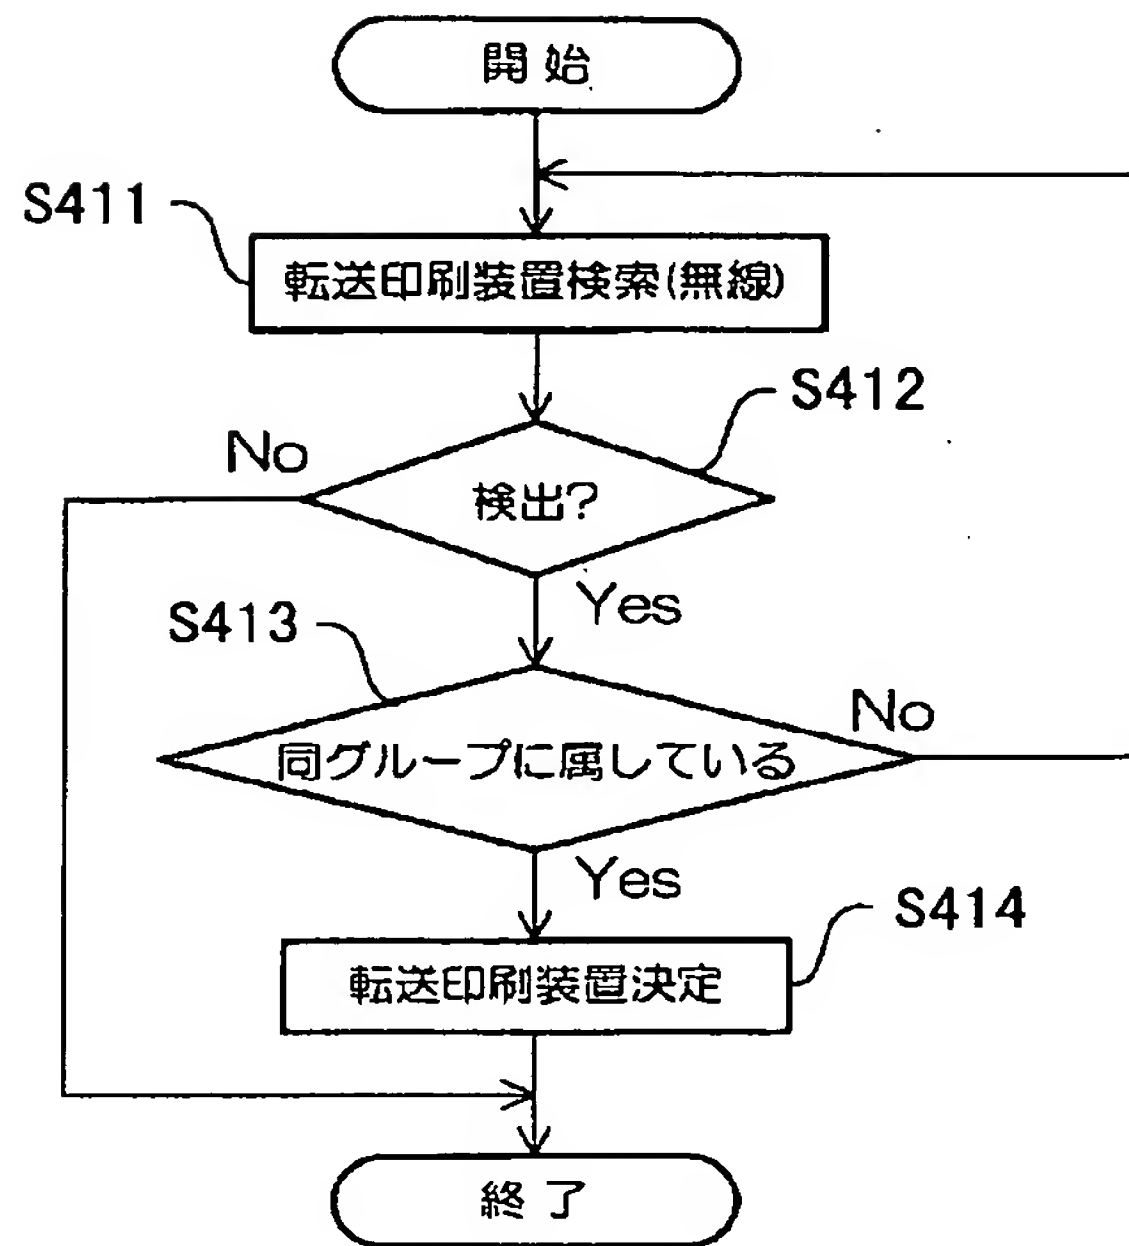 開始
S411
転送印刷装置検索(無線)
S412
No
検出?
Yes
S413
No
同グループに属している
Yes
S414
転送印刷装置決定
終了